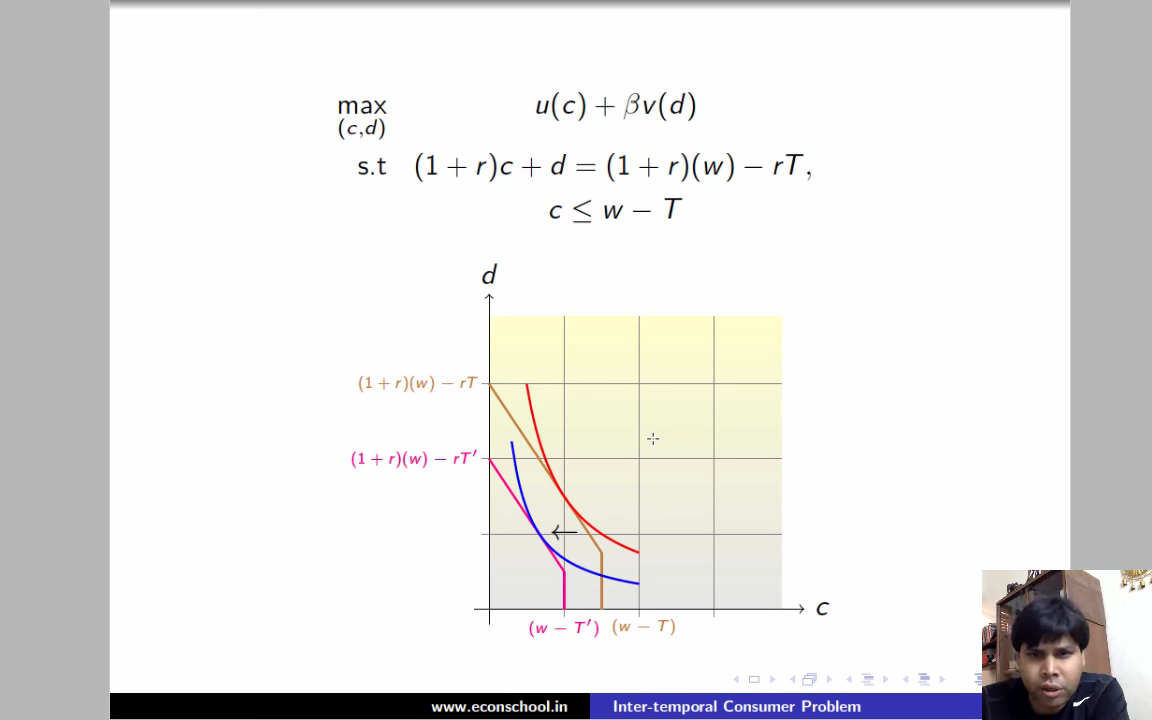 max u(c) + βv(d)
(c,d)
s.t (1 + r)c + d = (1 + r)(w) − rT,
c ≤ w − T
d
(1 + r)(w) − rT
(1 + r)(w) − rT′
←
(w − T′) (w − T)
c
www.econschool.in Inter-temporal Consumer Problem